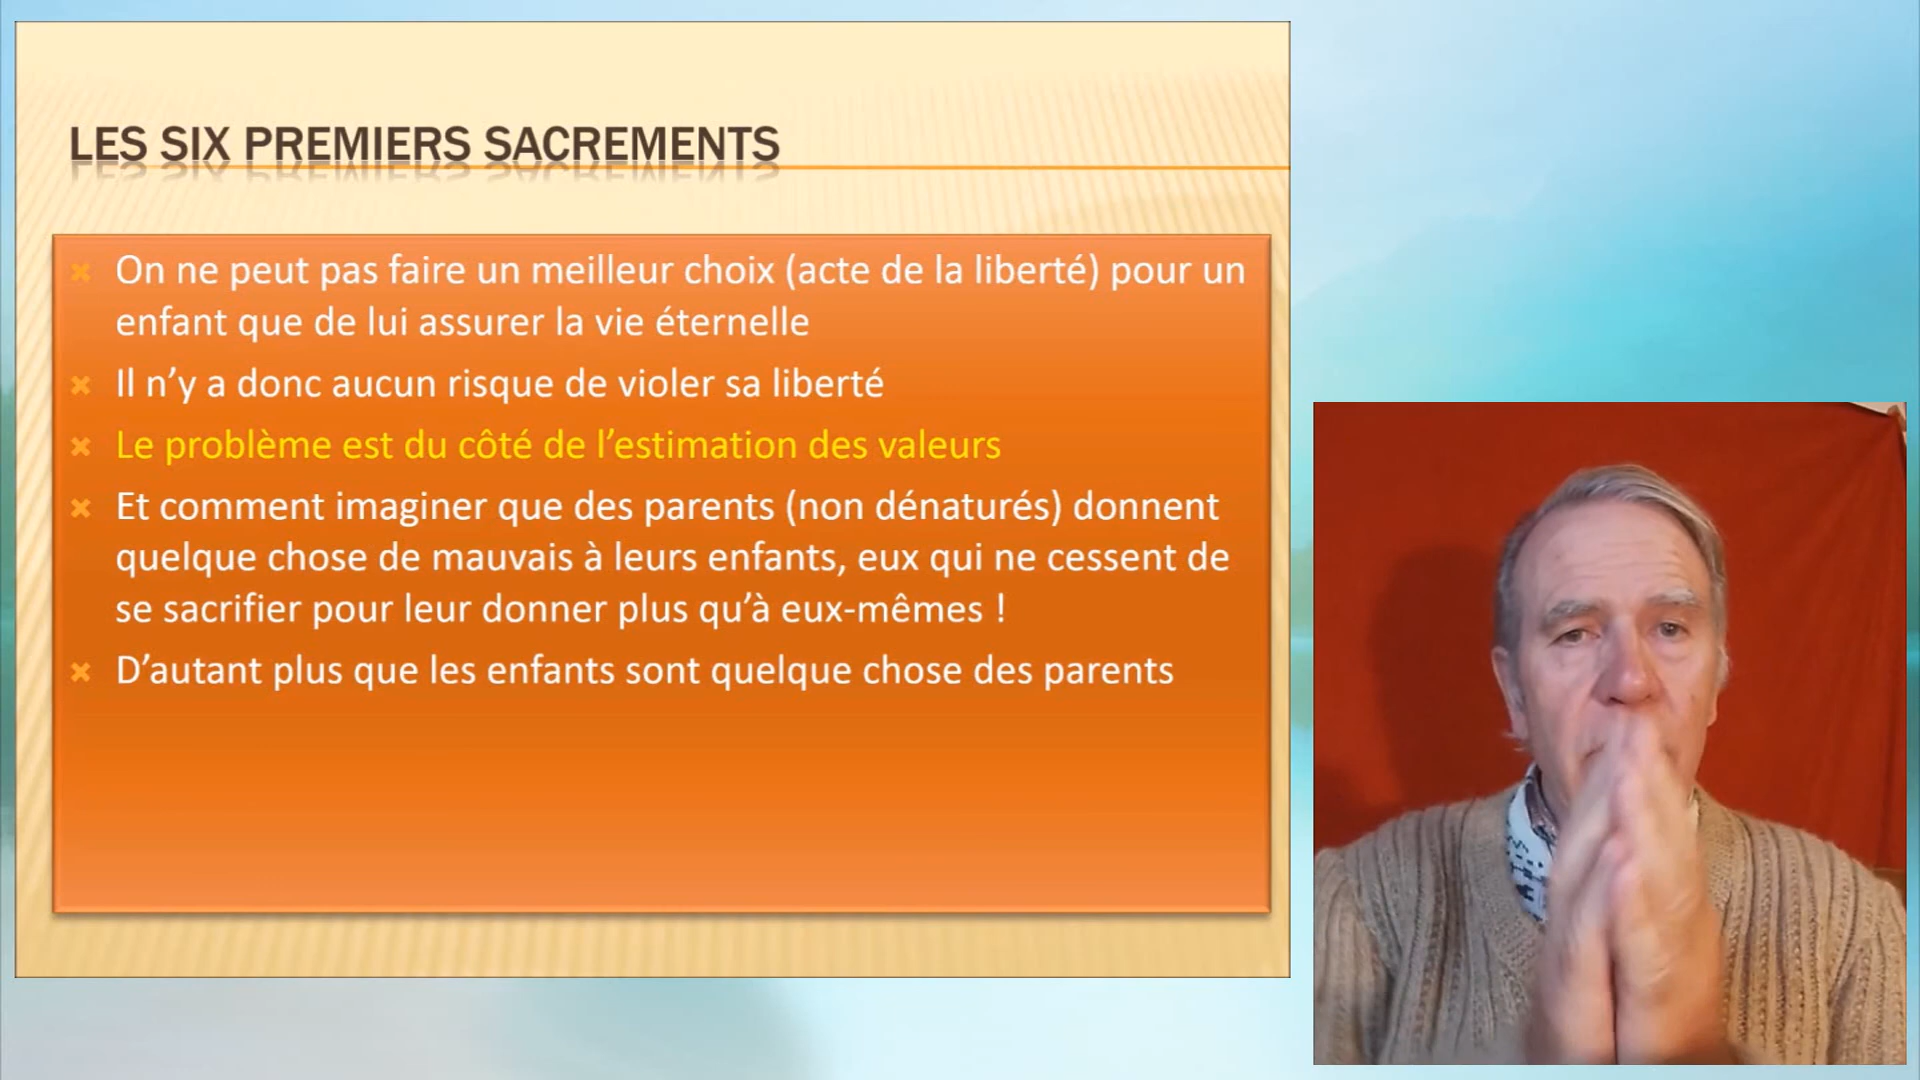 LES SIX PREMIERS SACREMENTS
On ne peut pas faire un meilleur choix (acte de la liberté) pour un
enfant que de lui assurer la vie éternelle
Il n’y a donc aucun risque de violer sa liberté
Le problème est du côté de l’estimation des valeurs
Et comment imaginer que des parents (non dénaturés) donnent
quelque chose de mauvais à leurs enfants, eux qui ne cessent de
se sacrifier pour leur donner plus qu’à eux-mêmes !
D’autant plus que les enfants sont quelque chose des parents